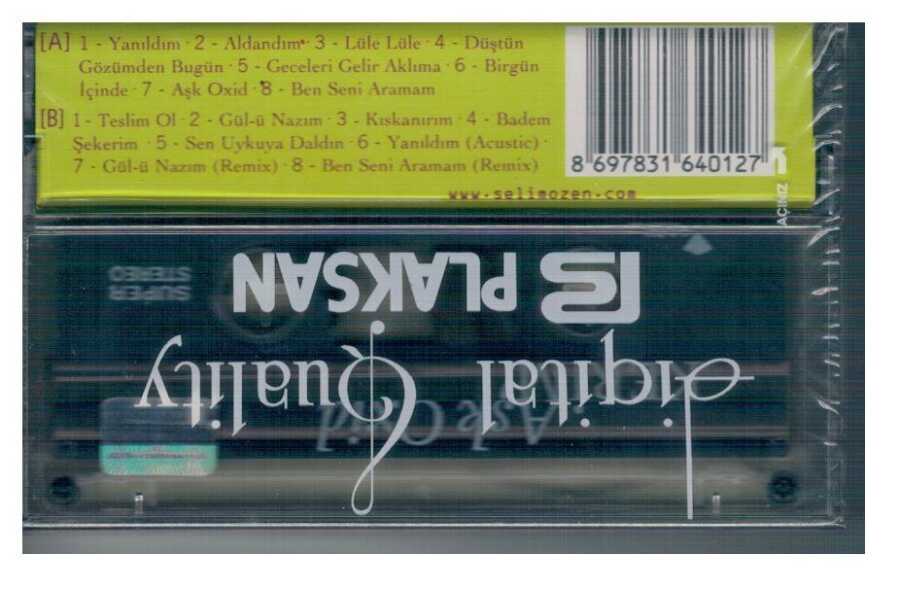 [A] 1 - Yanıldım · 2 - Aldandım · 3 - Lüle Lüle · 4 - Düştün
Gözümden Bugün · 5 - Geceleri Gelir Aklıma · 6 - Birgün
İçinde · 7 - Aşk Oxid · 8 - Ben Seni Aramam
[B] 1 - Teslim Ol · 2 - Gül-ü Nazım · 3 - Kıskanırım · 4 - Badem
Şekerim · 5 - Sen Uykuya Daldın · 6 - Yanıldım (Acustic) ·
7 - Gül-ü Nazım (Remix) · 8 - Ben Seni Aramam (Remix)
8 697831 640127
www.selimozen.com
AÇINIZ
PLAKSAN
SUPER
STEREO
Digital Quality
Aşk Oxid